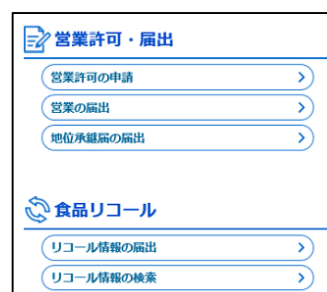 営業許可・届出
営業許可の申請
営業の届出
地位承継届の届出
食品リコール
リコール情報の届出
リコール情報の検索